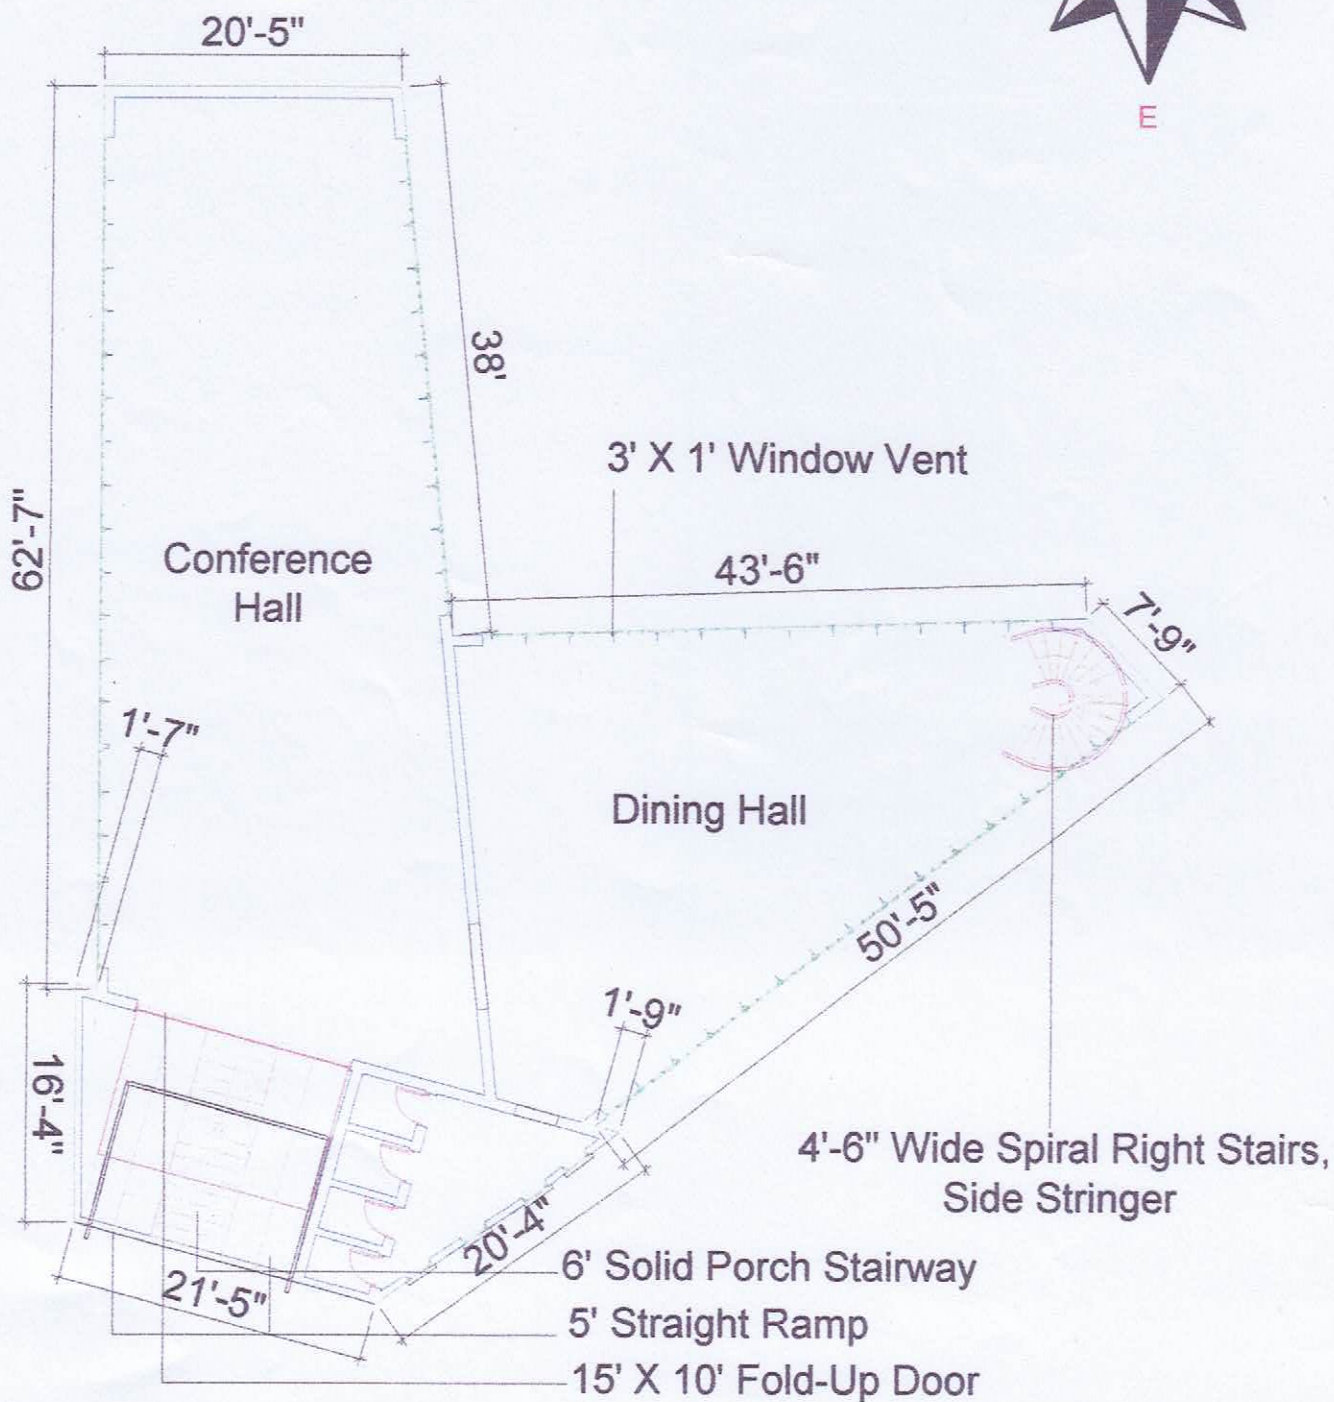 20'-5"
E
38'
3' X 1' Window Vent
62'-7"
Conference
Hall
43'-6"
7'-9"
1'-7"
Dining Hall
50'-5"
1'-9"
16'-4"
4'-6" Wide Spiral Right Stairs,
Side Stringer
20'-4"
6' Solid Porch Stairway
21'-5"
5' Straight Ramp
15' X 10' Fold-Up Door